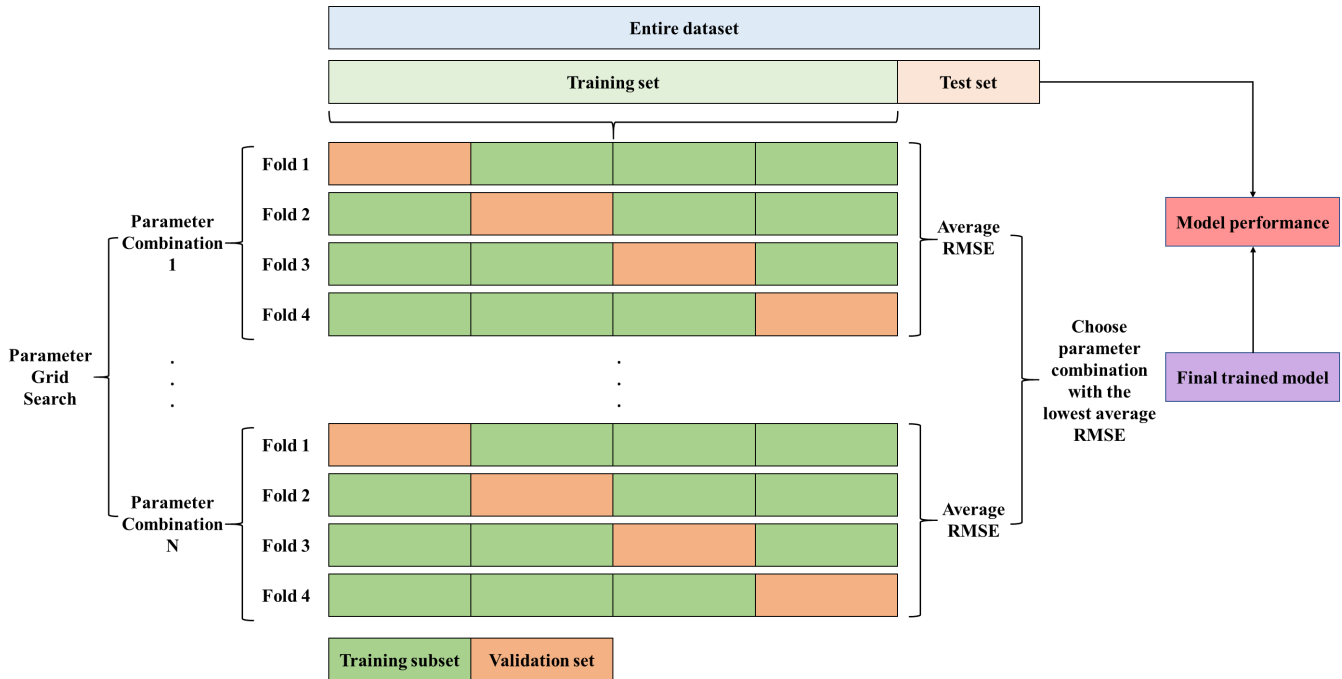 Entire dataset
Training set
Test set
Fold 1
Fold 2
Fold 3
Fold 4
Parameter
Combination
1
Average
RMSE
Model performance
Parameter
Grid
Search
.
.
.
.
.
.
Choose
parameter
combination
with the
lowest average
RMSE
Final trained model
Fold 1
Fold 2
Fold 3
Fold 4
Parameter
Combination
N
Average
RMSE
Training subset
Validation set